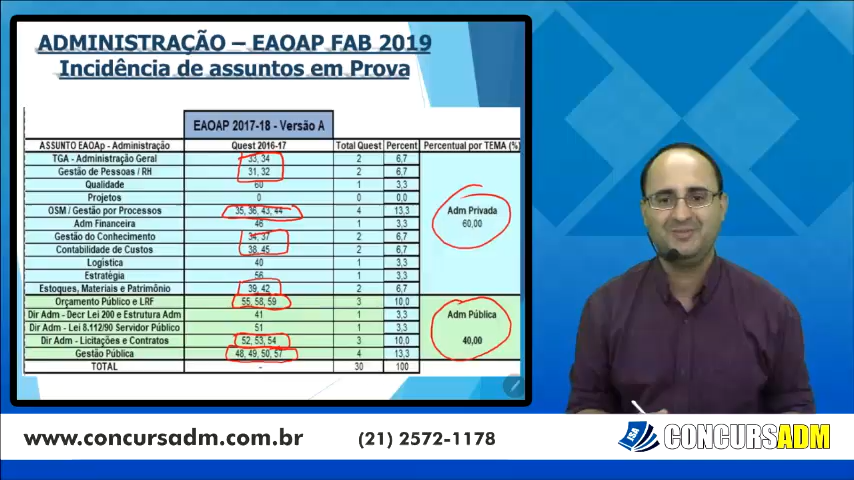 ADMINISTRAÇÃO – EAOAP FAB 2019
Incidência de assuntos em Prova
EAOAP 2017-18 - Versão A
ASSUNTO EAOAp - Administração Quest 2016-17 Total Quest Percent Percentual por TEMA (%)
TGA - Administração Geral 33, 34 2 6,7
Gestão de Pessoas / RH 31, 32 2 6,7
Qualidade 60 1 3,3
Projetos 0 0 0,0
OSM / Gestão por Processos 35, 36, 43, 44 4 13,3 Adm Privada
Adm Financeira 46 1 3,3 60,00
Gestão do Conhecimento 34, 37 2 6,7
Contabilidade de Custos 38, 45 2 6,7
Logística 40 1 3,3
Estratégia 56 1 3,3
Estoques, Materiais e Patrimônio 39, 42 2 6,7
Orçamento Público e LRF 55, 58, 59 3 10,0
Dir Adm - Decr Lei 200 e Estrutura Adm 41 1 3,3 Adm Pública
Dir Adm - Lei 8.112/90 Servidor Público 51 1 3,3
Dir Adm - Licitações e Contratos 52, 53, 54 3 10,0 40,00
Gestão Pública 48, 49, 50, 57 4 13,3
TOTAL - 30 100
www.concursadm.com.br (21) 2572-1178 CONCURSADM